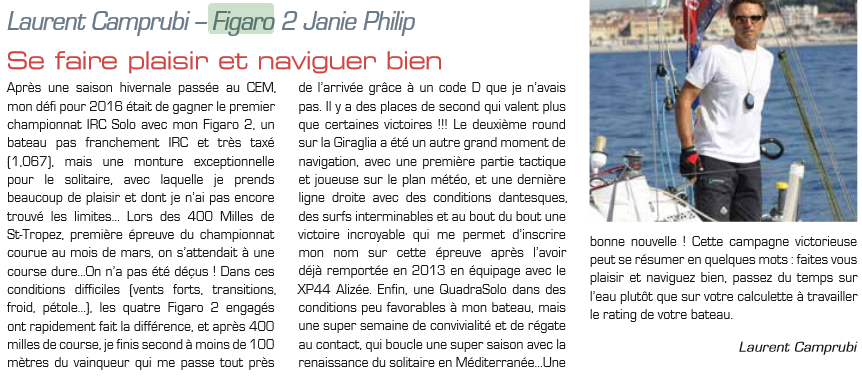 Laurent Camprubi – Figaro 2 Janie Philip
Se faire plaisir et naviguer bien
Après une saison hivernale passée au CEM,
mon défi pour 2016 était de gagner le premier
championnat IRC Solo avec mon Figaro 2, un
bateau pas franchement IRC et très taxé
(1,067), mais une monture exceptionnelle
pour le solitaire, avec laquelle je prends
beaucoup de plaisir et dont je n'ai pas encore
trouvé les limites... Lors des 400 Milles de
St-Tropez, première épreuve du championnat
courue au mois de mars, on s'attendait à une
course dure...On n'a pas été déçus ! Dans ces
conditions difficiles (vents forts, transitions,
froid, pétole...), les quatre Figaro 2 engagés
ont rapidement fait la différence, et après 400
milles de course, je finis second à moins de 100
mètres du vainqueur qui me passe tout près
de l'arrivée grâce à un code D que je n'avais
pas. Il y a des places de second qui valent plus
que certaines victoires !!! Le deuxième round
sur la Giraglia a été un autre grand moment de
navigation, avec une première partie tactique
et joueuse sur le plan météo, et une dernière
ligne droite avec des conditions dantesques,
des surfs interminables et au bout du bout une
victoire incroyable qui me permet d'inscrire
mon nom sur cette épreuve après l'avoir
déjà remportée en 2013 en équipage avec le
XP44 Alizée. Enfin, une QuadraSolo dans des
conditions peu favorables à mon bateau, mais
une super semaine de convivialité et de régate
au contact, qui boucle une super saison avec la
renaissance du solitaire en Méditerranée...Une
bonne nouvelle ! Cette campagne victorieuse
peut se résumer en quelques mots : faites vous
plaisir et naviguez bien, passez du temps sur
l'eau plutôt que sur votre calculette à travailler
le rating de votre bateau.
Laurent Camprubi